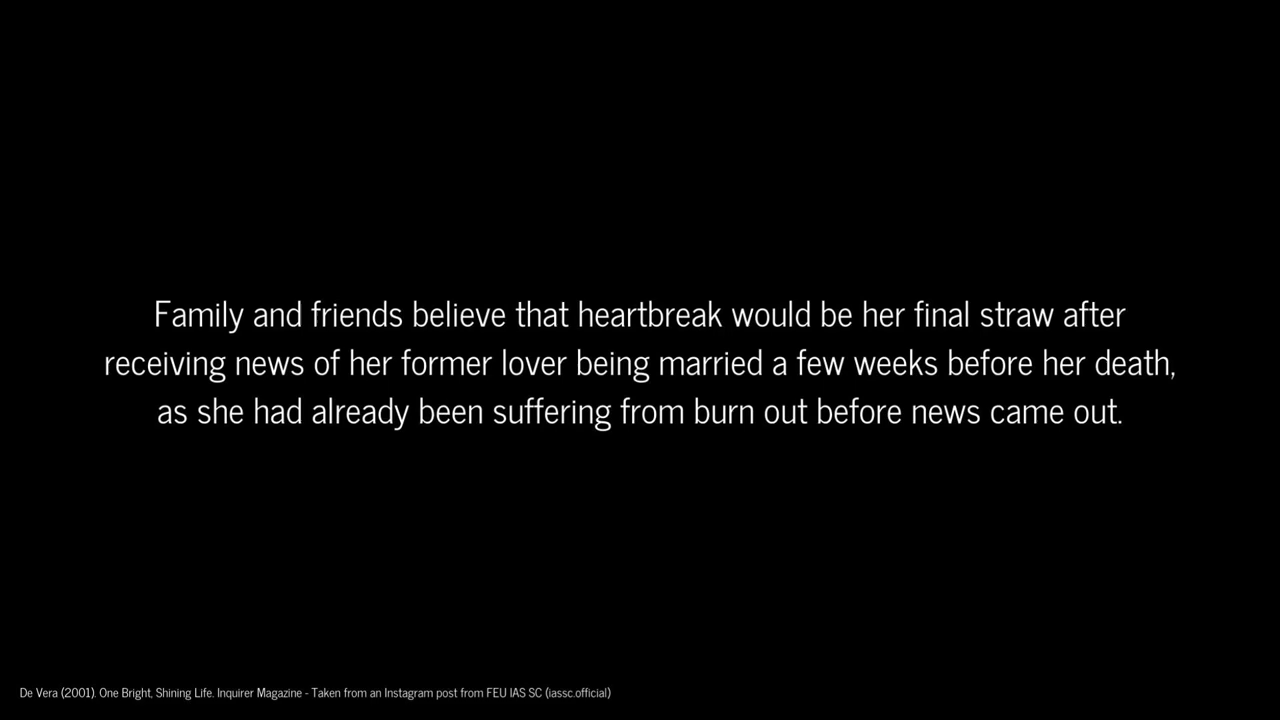 Family and friends believe that heartbreak would be her final straw after
receiving news of her former lover being married a few weeks before her death,
as she had already been suffering from burn out before news came out.
De Vera (2001). One Bright, Shining Life. Inquirer Magazine - Taken from an Instagram post from FEU IAS SC (iassc.official)